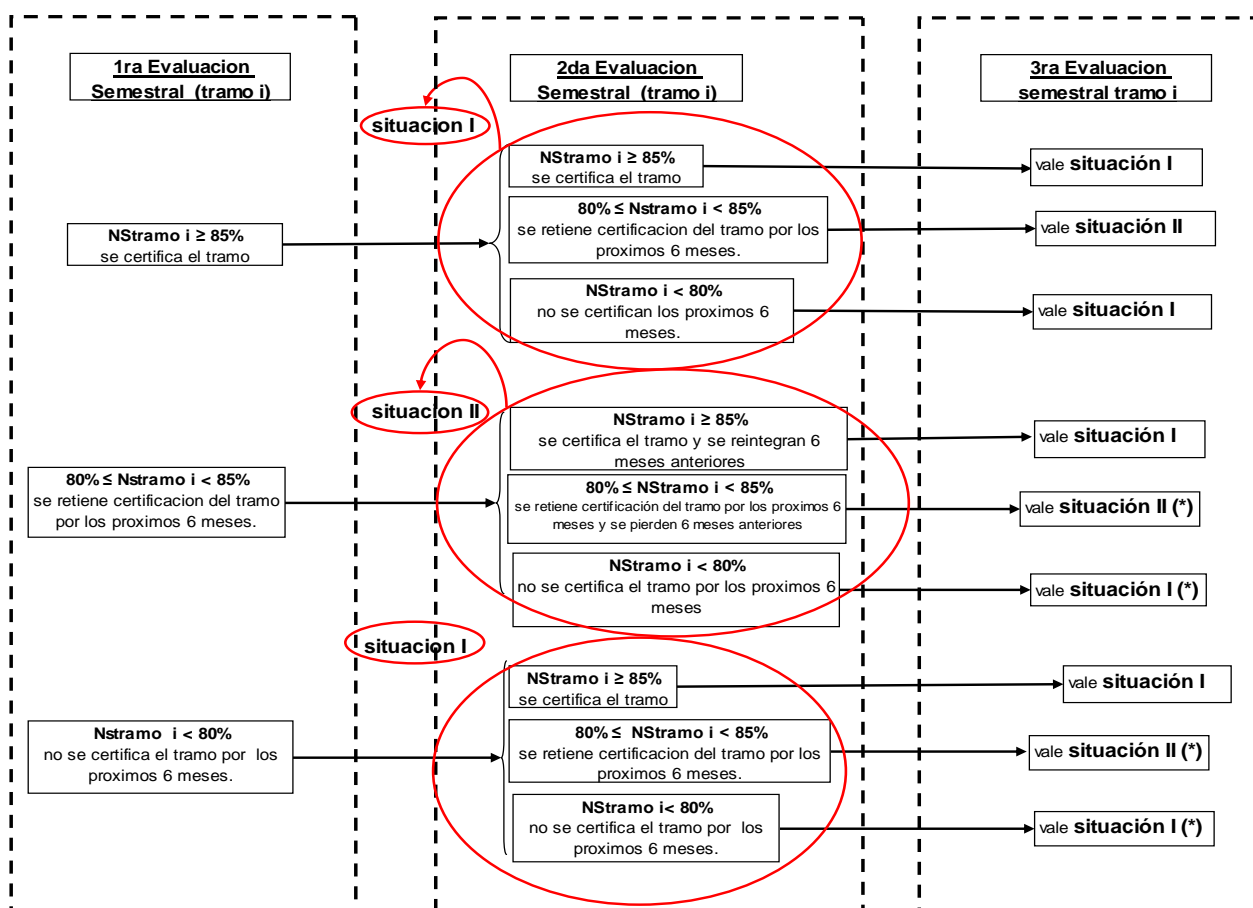 1ra Evaluacion
Semestral (tramo i)
2da Evaluacion
Semestral (tramo i)
3ra Evaluacion
semestral tramo i
situacion I
NStramo i ≥ 85%
se certifica el tramo
vale situación I
80% ≤ Nstramo i < 85%
se retiene certificacion del tramo por los
proximos 6 meses.
vale situación II
NStramo i ≥ 85%
se certifica el tramo
NStramo i < 80%
no se certifican los proximos 6
meses.
vale situación I
situacion II
NStramo i ≥ 85%
se certifica el tramo y se reintegran 6
meses anteriores
vale situación I
80% ≤ Nstramo i < 85%
se retiene certificacion del tramo
por los proximos 6 meses.
80% ≤ NStramo i < 85%
se retiene certificación del tramo por los proximos 6
meses y se pierden 6 meses anteriores
vale situación II (*)
NStramo i < 80%
no se certifica el tramo por los proximos 6
meses
vale situación I (*)
situacion I
NStramo i ≥ 85%
se certifica el tramo
vale situación I
Nstramo i < 80%
no se certifica el tramo por los
proximos 6 meses.
80% ≤ NStramo i < 85%
se retiene certificacion del tramo por los
proximos 6 meses.
vale situación II (*)
NStramo i< 80%
no se certifica el tramo por los
proximos 6 meses.
vale situación I (*)